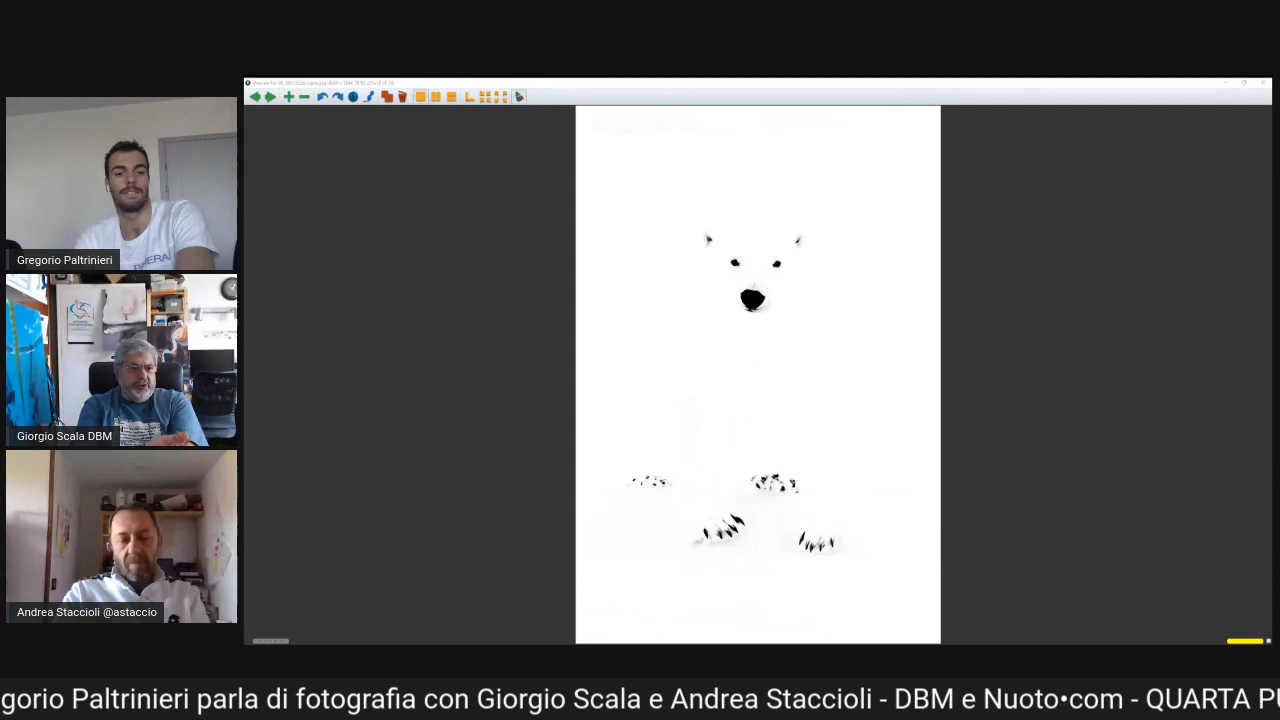 Gregorio Paltrinieri
Giorgio Scala DBM
Andrea Staccioli @astaccio
gorio Paltrinieri parla di fotografia con Giorgio Scala e Andrea Staccioli - DBM e Nuoto•com - QUARTA PU